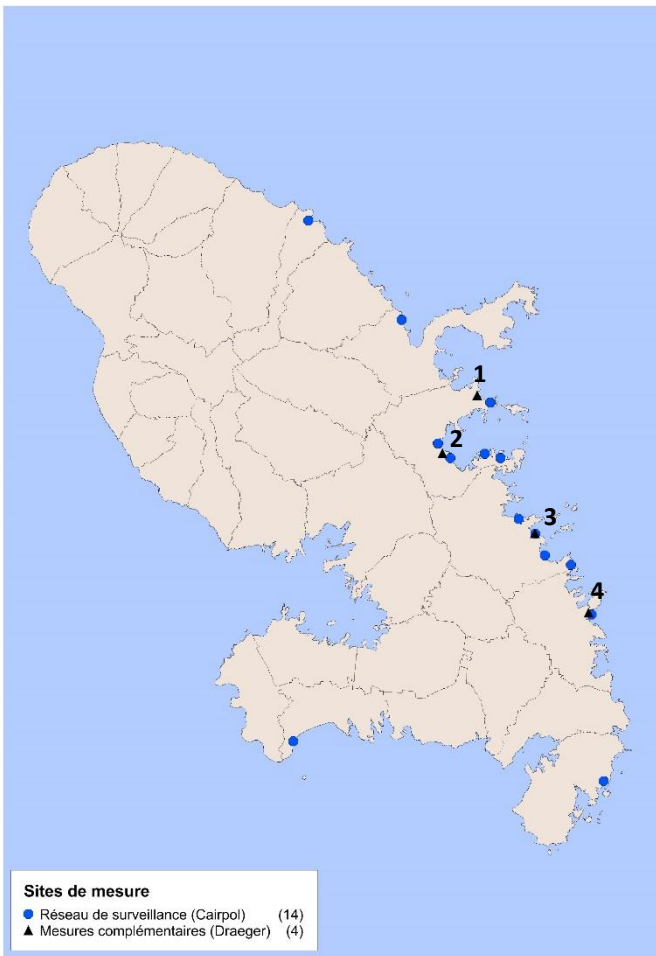 1
2
3
4
Sites de mesure
Réseau de surveillance (Cairpol) (14)
Mesures complémentaires (Draeger) (4)